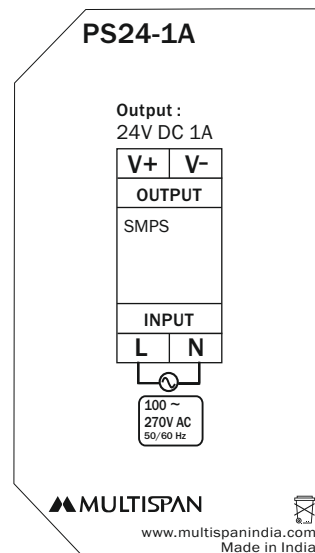 PS24-1A
Output :
24V DC 1A
V+ V-
OUTPUT
SMPS
INPUT
L N
100 ~
270V AC
50/60 Hz
MULTISPAN
www.multispanindia.com
Made in India